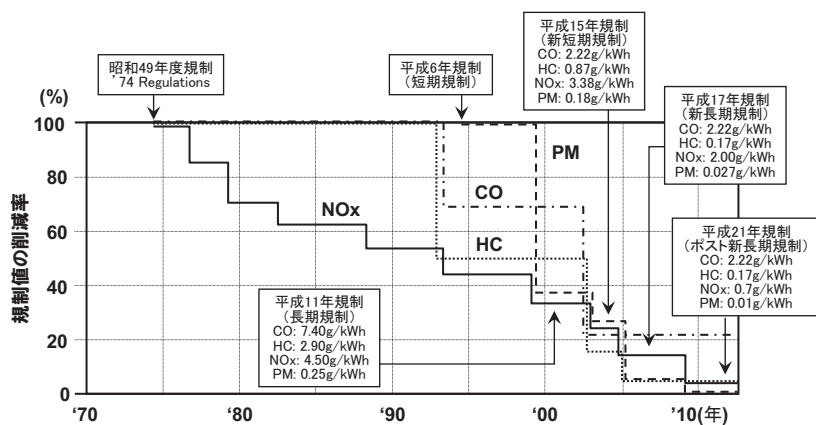 昭和49年度規制
’74 Regulations
平成6年規制
(短期規制)
平成15年規制
(新短期規制)
CO: 2.22g/kWh
HC: 0.87g/kWh
NOx: 3.38g/kWh
PM: 0.18g/kWh
平成17年規制
(新長期規制)
CO: 2.22g/kWh
HC: 0.17g/kWh
NOx: 2.00g/kWh
PM: 0.027g/kWh
平成21年規制
(ポスト新長期規制)
CO: 2.22g/kWh
HC: 0.17g/kWh
NOx: 0.7g/kWh
PM: 0.01g/kWh
平成11年規制
(長期規制)
CO: 7.40g/kWh
HC: 2.90g/kWh
NOx: 4.50g/kWh
PM: 0.25g/kWh
NOx
CO
HC
PM
(%)
100
80
60
40
20
0
規制値の削減率
‘70
‘80
‘90
‘00
’10(年)